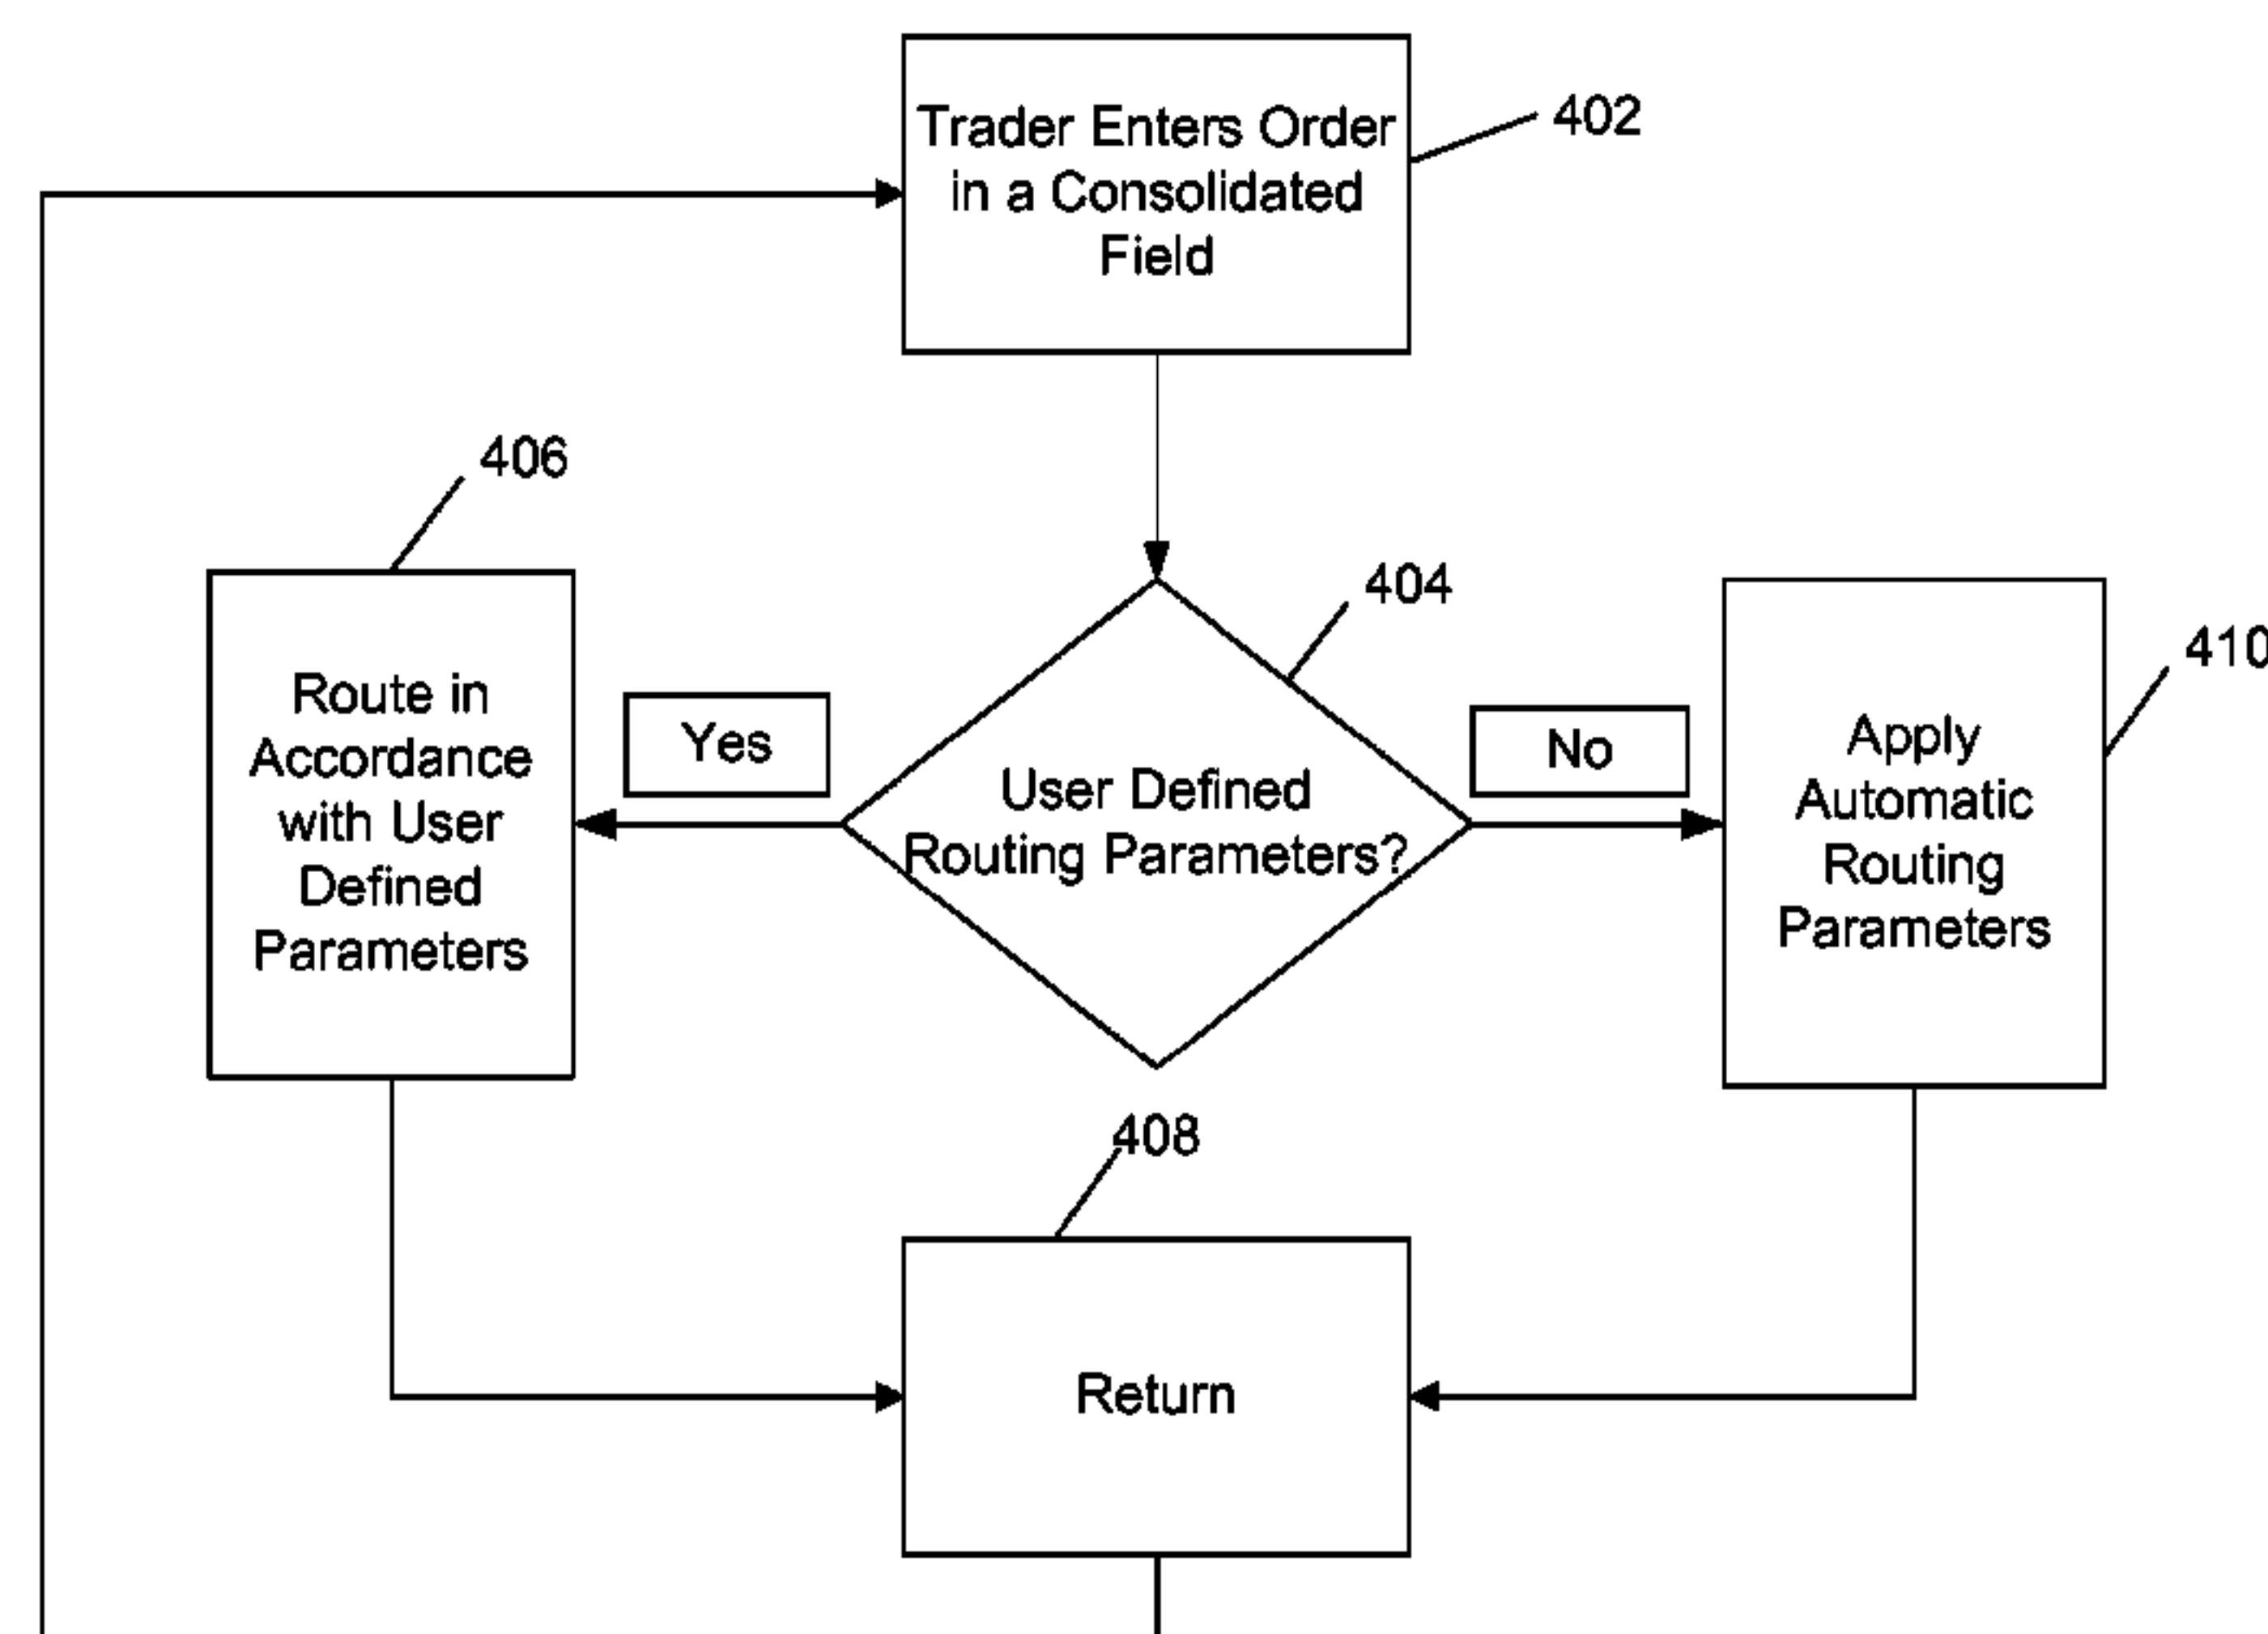 Trader Enters Order
in a Consolidated
Field
402
406
404
410
Route in
Accordance
with User
Defined
Parameters
Yes
User Defined
Routing Parameters?
No
Apply
Automatic
Routing
Parameters
408
Return